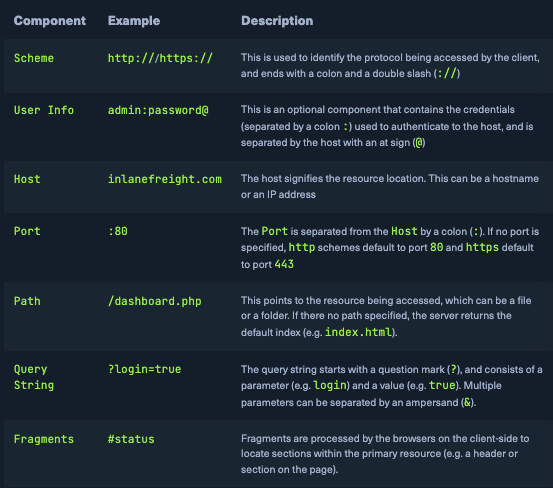 Component Example Description
Scheme http:///https:// This is used to identify the protocol being accessed by the client,
and ends with a colon and a double slash (://)
User Info admin:password@ This is an optional component that contains the credentials
(separated by a colon :) used to authenticate to the host, and is
separated by the host with an at sign (@)
Host inlanefreight.com The host signifies the resource location. This can be a hostname
or an IP address
Port :80 The Port is separated from the Host by a colon (:). If no port is
specified, http schemes default to port 80 and https default
to port 443
Path /dashboard.php This points to the resource being accessed, which can be a file
or a folder. If there no path specified, the server returns the
default index (e.g. index.html).
Query ?login=true The query string starts with a question mark (?), and consists of a
String parameter (e.g. login) and a value (e.g. true). Multiple
parameters can be separated by an ampersand (&).
Fragments #status Fragments are processed by the browsers on the client-side to
locate sections within the primary resource (e.g. a header or
section on the page).